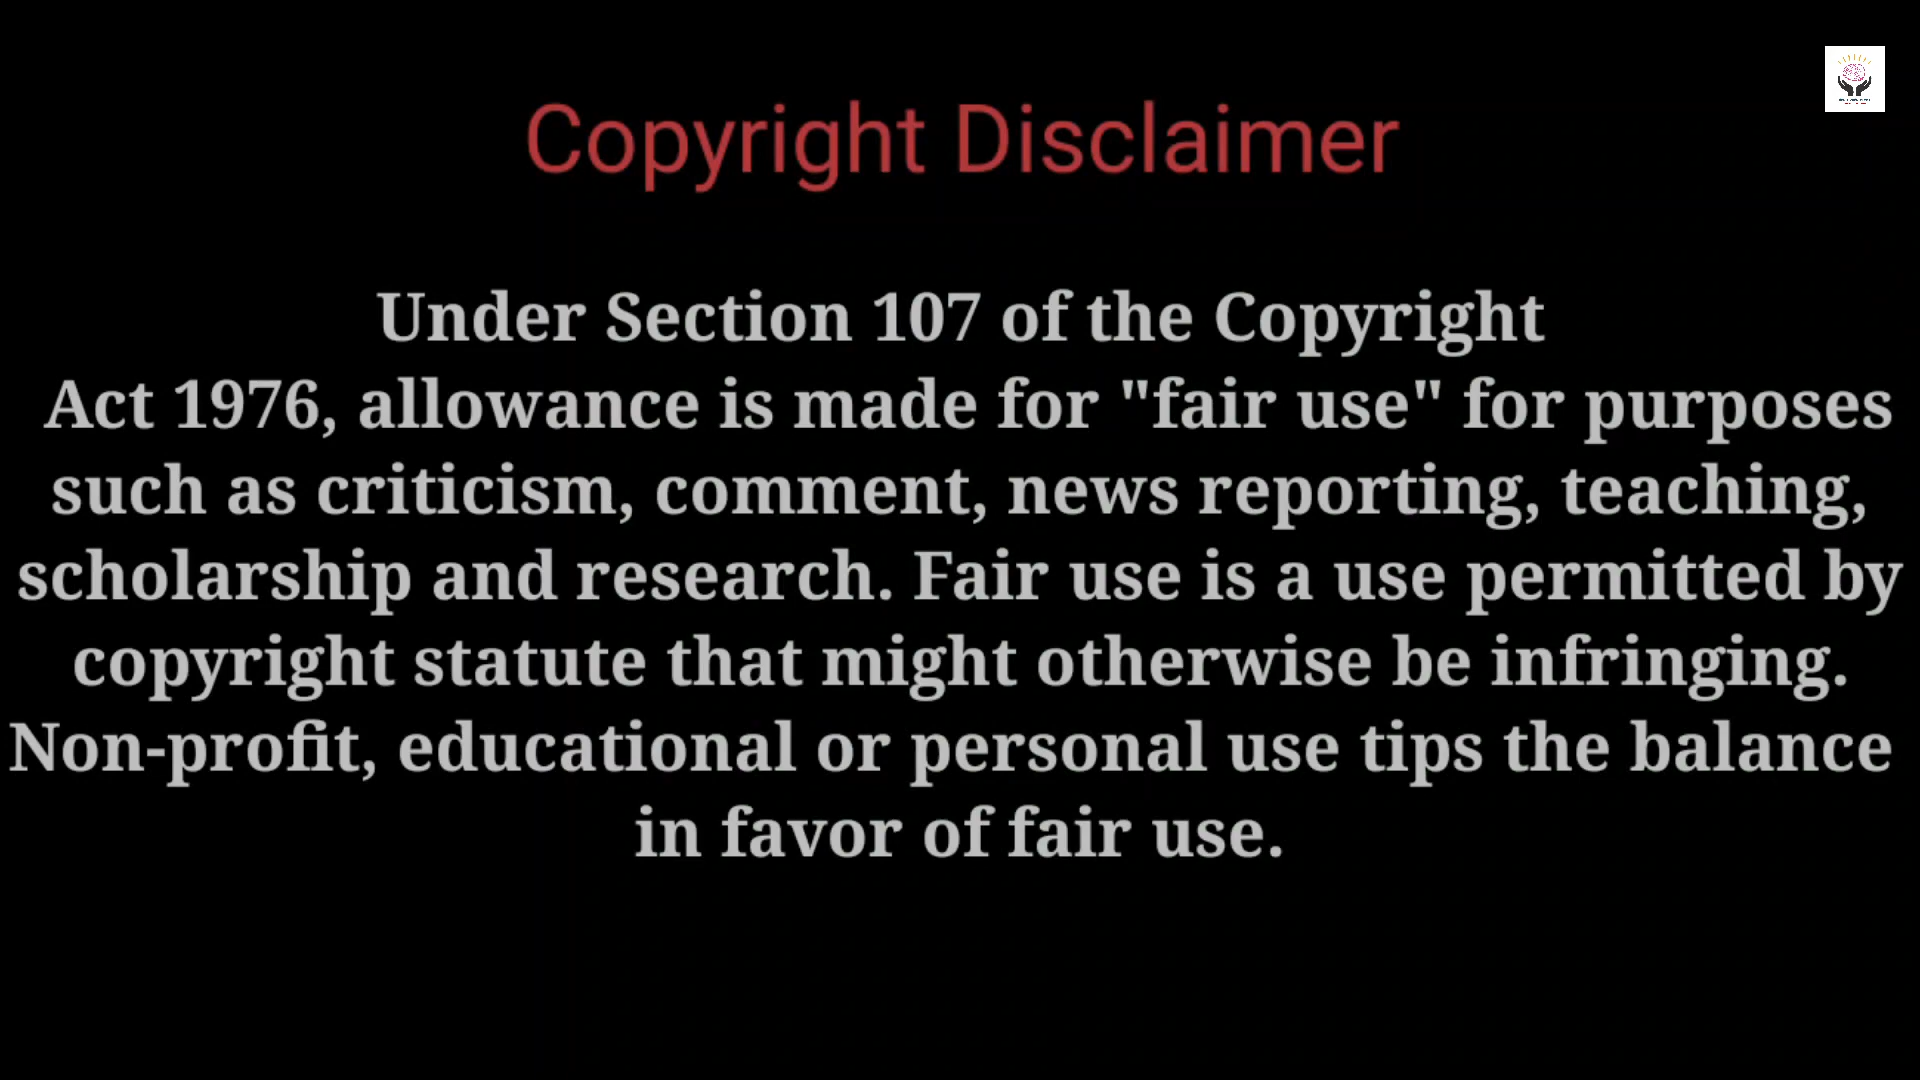 Copyright Disclaimer
Under Section 107 of the Copyright
Act 1976, allowance is made for "fair use" for purposes
such as criticism, comment, news reporting, teaching,
scholarship and research. Fair use is a use permitted by
copyright statute that might otherwise be infringing.
Non-profit, educational or personal use tips the balance
in favor of fair use.